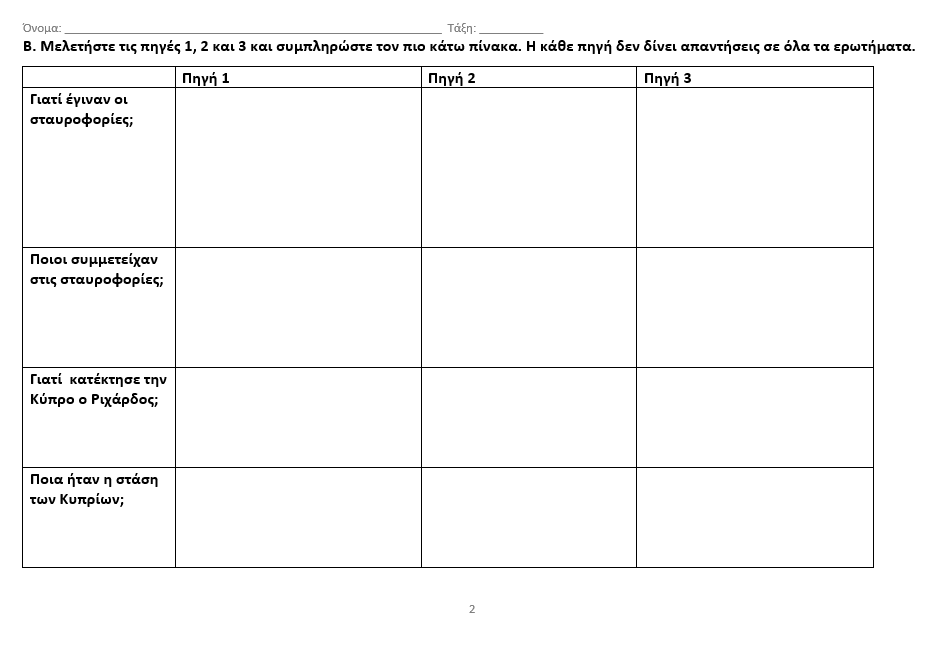 Όνομα: ______________________________________________________________ Τάξη: ___________
Β. Μελετήστε τις πηγές 1, 2 και 3 και συμπληρώστε τον πιο κάτω πίνακα. Η κάθε πηγή δεν δίνει απαντήσεις σε όλα τα ερωτήματα.
Πηγή 1 Πηγή 2 Πηγή 3
Γιατί έγιναν οι
σταυροφορίες;
Ποιοι συμμετείχαν
στις σταυροφορίες;
Γιατί κατέκτησε την
Κύπρο ο Ριχάρδος;
Ποια ήταν η στάση
των Κυπρίων;
2